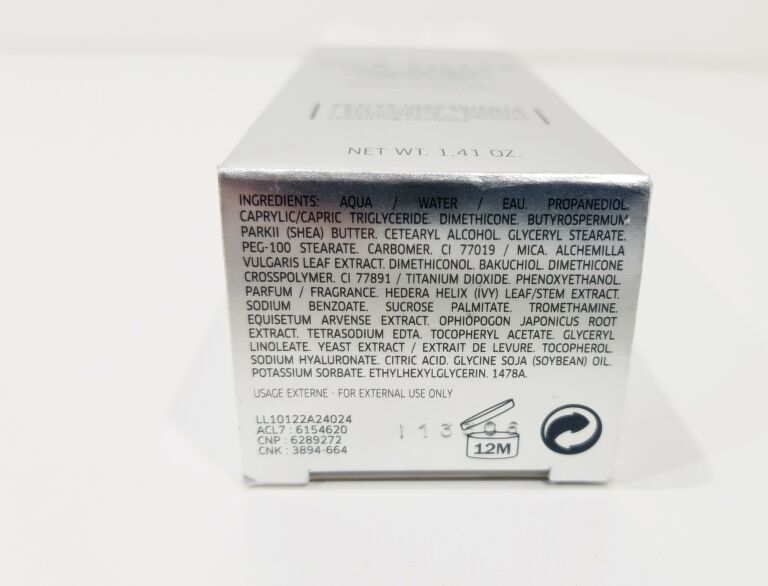 NET WT. 1.41 OZ.
INGREDIENTS: AQUA / WATER / EAU. PROPANEDIOL.
CAPRYLIC/CAPRIC TRIGLYCERIDE. DIMETHICONE. BUTYROSPERMUM
PARKII (SHEA) BUTTER. CETEARYL ALCOHOL. GLYCERYL STEARATE.
PEG-100 STEARATE. CARBOMER. CI 77019 / MICA. ALCHEMILLA
VULGARIS LEAF EXTRACT. DIMETHICONOL. BAKUCHIOL. DIMETHICONE
CROSSPOLYMER. CI 77891 / TITANIUM DIOXIDE. PHENOXYETHANOL.
PARFUM / FRAGRANCE. HEDERA HELIX (IVY) LEAF/STEM EXTRACT.
SODIUM BENZOATE. SUCROSE PALMITATE. TROMETHAMINE.
EQUISETUM ARVENSE EXTRACT. OPHIOPOGON JAPONICUS ROOT
EXTRACT. TETRASODIUM EDTA. TOCOPHERYL ACETATE. GLYCERYL
LINOLEATE. YEAST EXTRACT / EXTRAIT DE LEVURE. TOCOPHEROL.
SODIUM HYALURONATE. CITRIC ACID. GLYCINE SOJA (SOYBEAN) OIL.
POTASSIUM SORBATE. ETHYLHEXYLGLYCERIN. 1478A.
USAGE EXTERNE - FOR EXTERNAL USE ONLY
LL10122A24024
ACL7 : 6154620
CNP : 6289272
CNK : 3894-664
12M